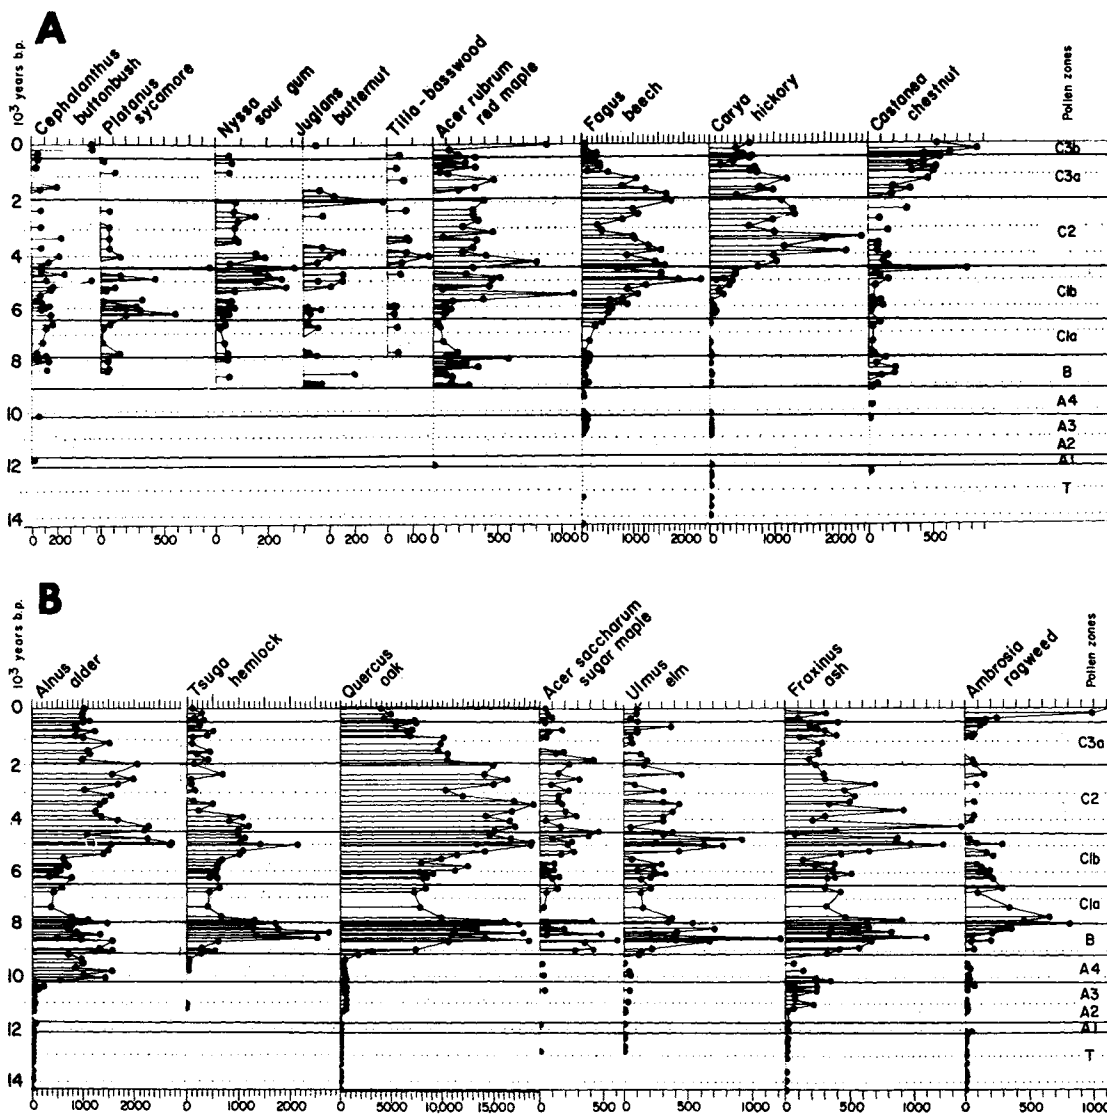 A
10³ years b.p.
Cephalanthus
buttonbush
Platanus
sycamore
Nyssa
sour gum
Juglans
butternut
Tilia - basswood
Acer rubrum
red maple
Fagus
beech
Carya
hickory
Castanea
chestnut
Pollen zones
0
2
4
6
8
10
12
14
C3b
C3a
C2
C1b
C1a
B
A4
A3
A2
A1
T
0 200 0 500 0 200 0 200 0 100 0 500 1000 0 1000 2000 0 1000 2000 0 500
B
10³ years b.p.
Alnus
alder
Tsuga
hemlock
Quercus
oak
Acer saccharum
sugar maple
Ulmus
elm
Fraxinus
ash
Ambrosia
ragweed
Pollen zones
0
2
4
6
8
10
12
14
C3a
C2
C1b
C1a
B
A4
A3
A2
A1
T
0 1000 2000 0 1000 2000 0 5000 10000 15,000 0 500 0 500 1000 0 500 1000 0 500 1000